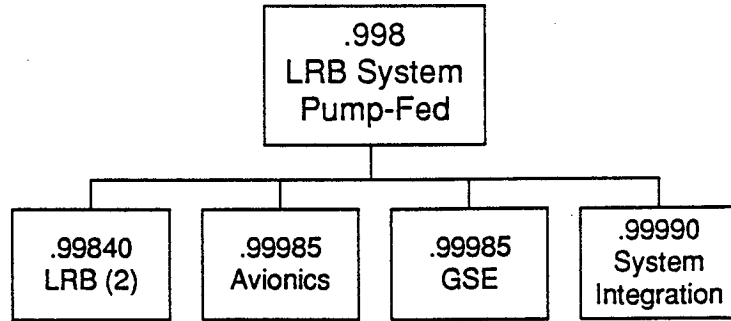 .998
LRB System
Pump-Fed
.99840
LRB (2)
.99985
Avionics
.99985
GSE
.99990
System
Integration